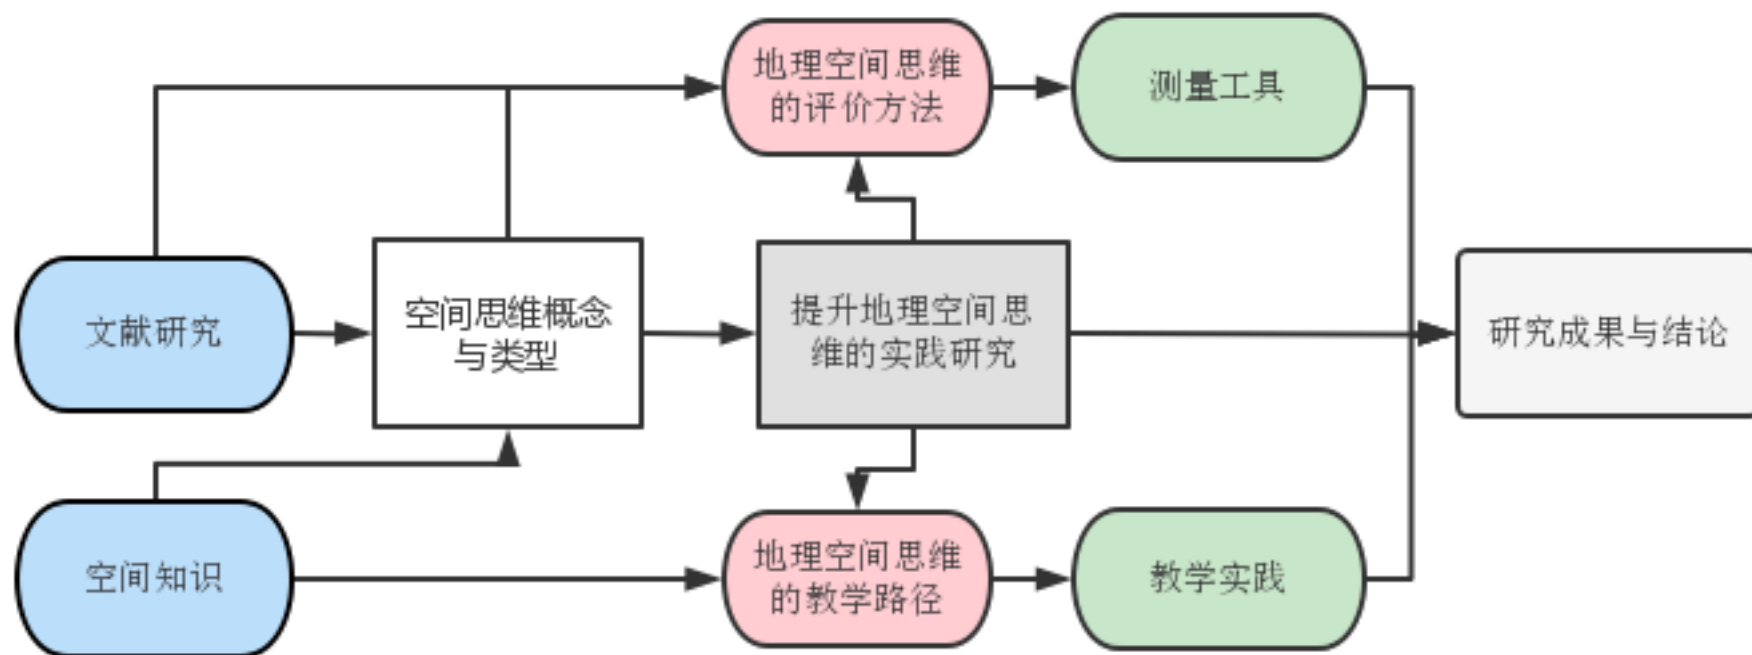 地理空间思维
的评价方法
测量工具
文献研究
空间思维概念
与类型
提升地理空间思
维的实践研究
研究成果与结论
空间知识
地理空间思维
的教学路径
教学实践